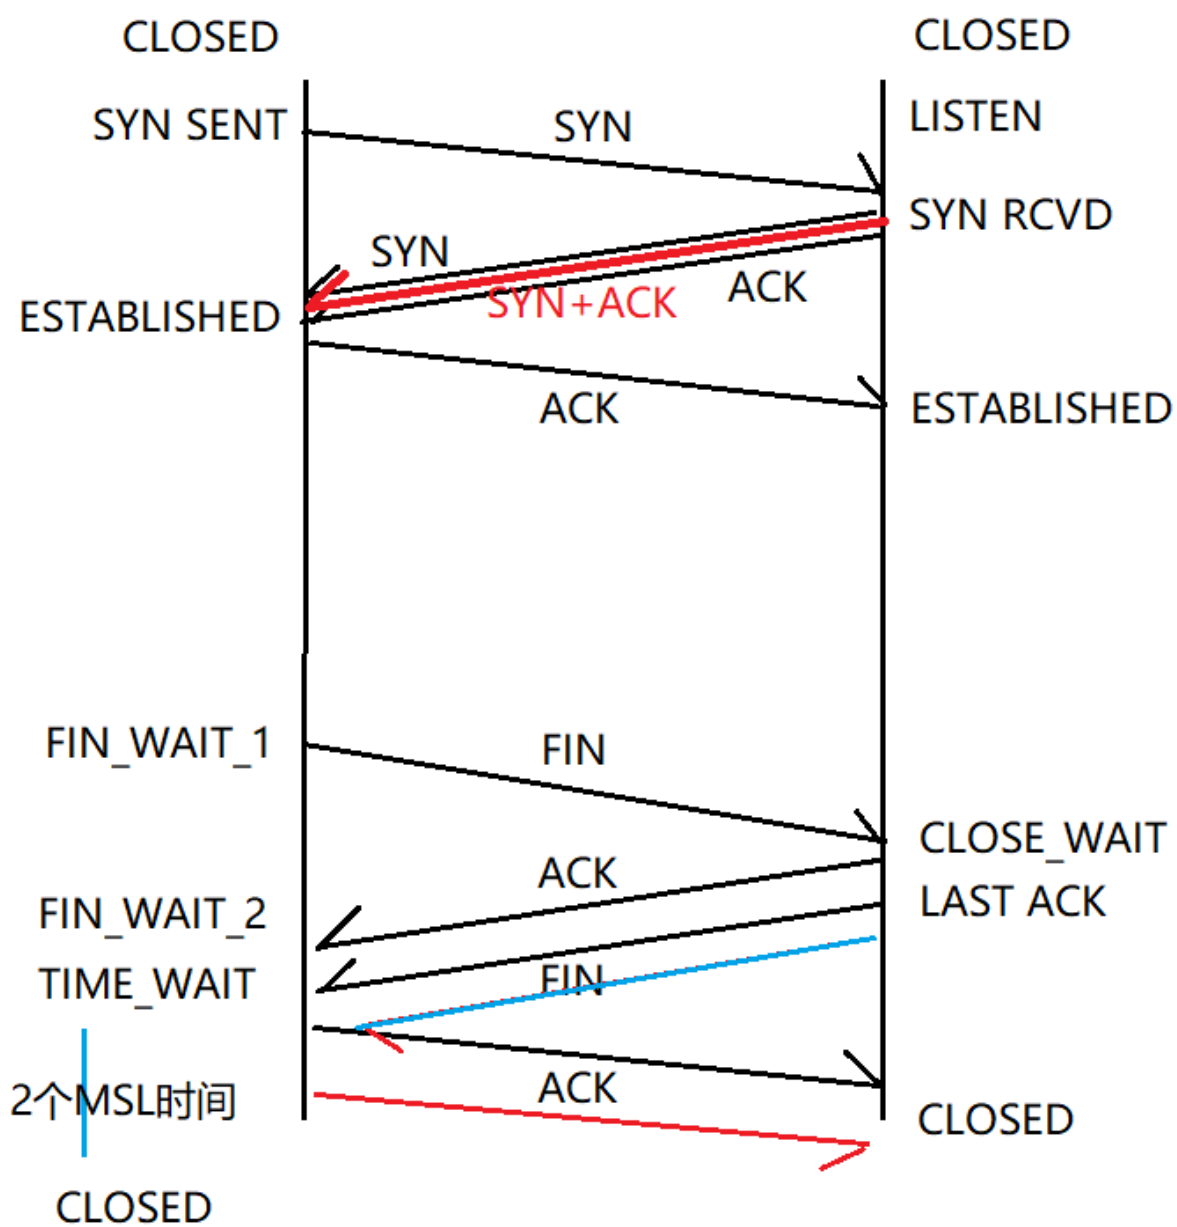 CLOSED
CLOSED
SYN SENT
SYN
LISTEN
SYN RCVD
SYN
SYN+ACK
ACK
ESTABLISHED
ACK
ESTABLISHED
FIN_WAIT_1
FIN
CLOSE_WAIT
ACK
LAST ACK
FIN_WAIT_2
TIME_WAIT
FIN
ACK
2个MSL时间
CLOSED
CLOSED